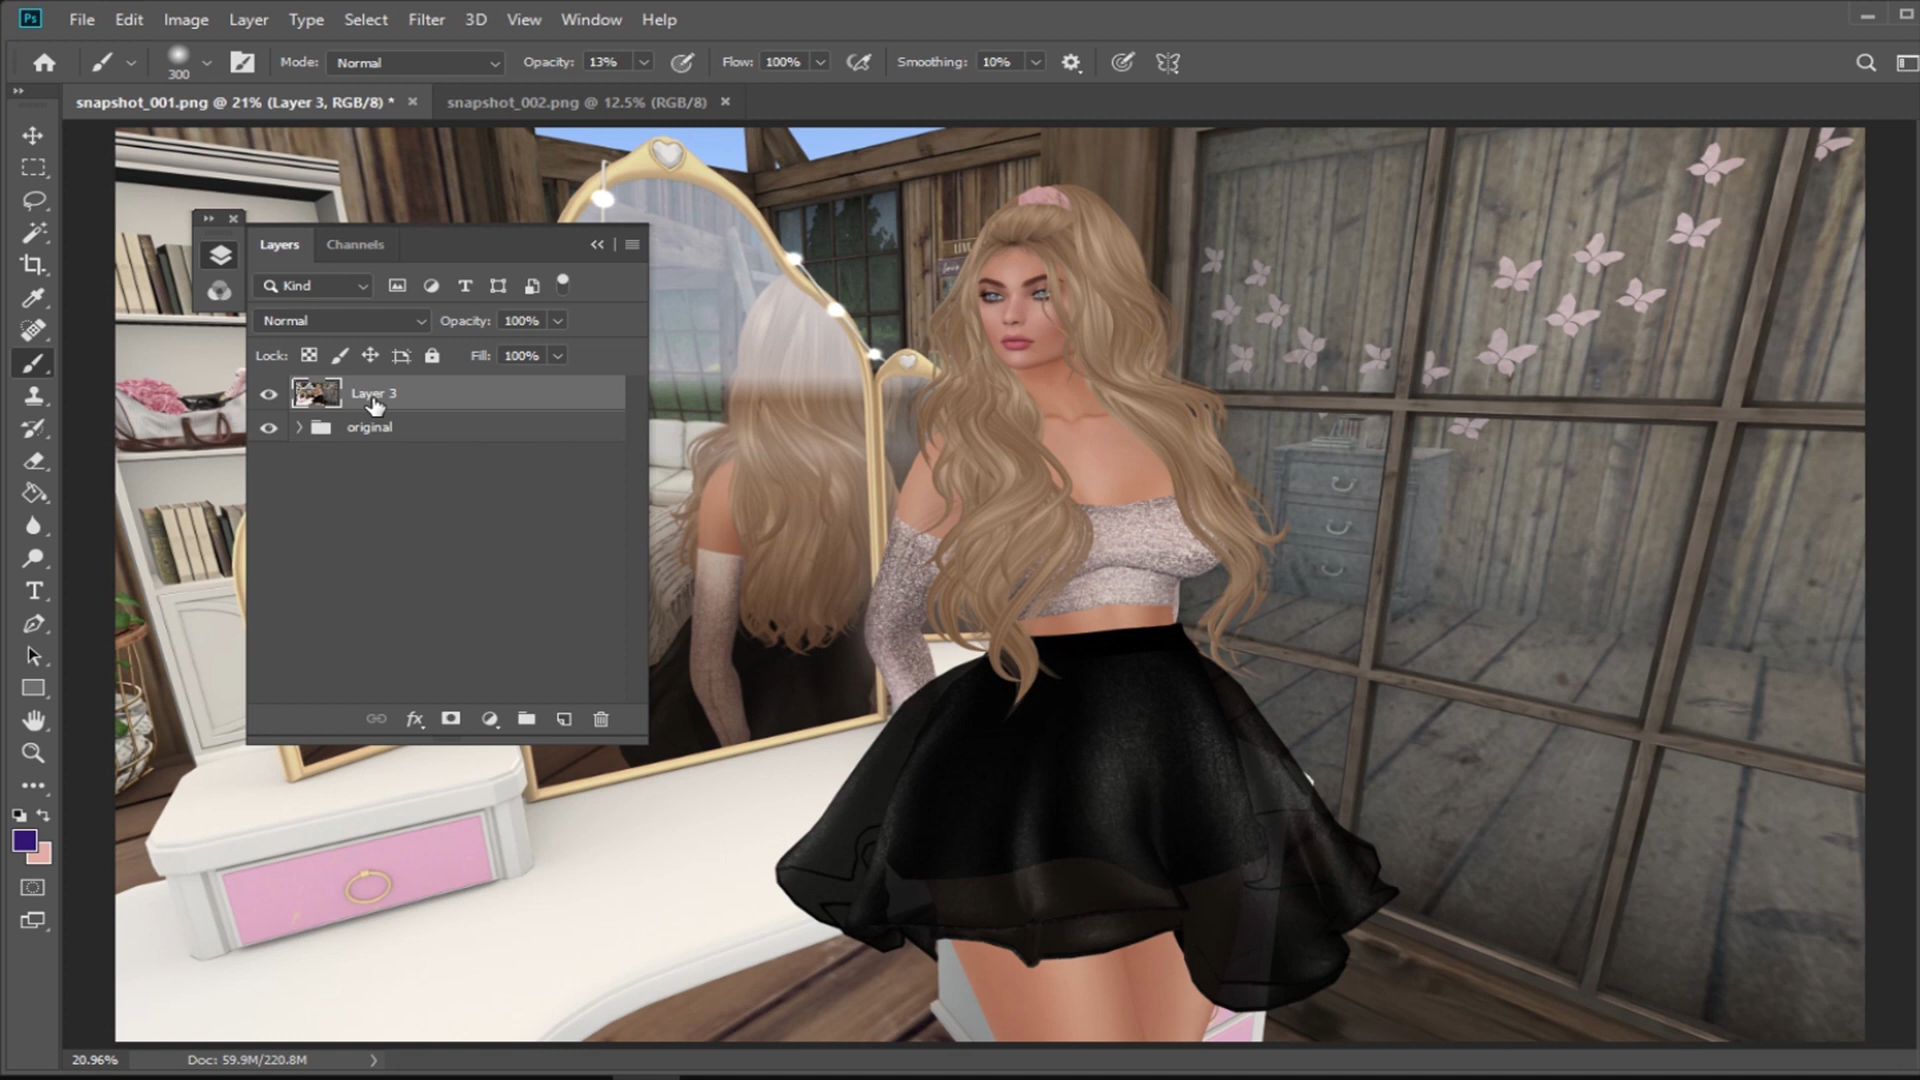 Ps File Edit Image Layer Type Select Filter 3D View Window Help
300 Mode: Normal Opacity: 13% Flow: 100% Smoothing: 10%
snapshot_001.png @ 21% (Layer 3, RGB/8) * × snapshot_002.png @ 12.5% (RGB/8) ×
LIVE
Layers Channels
Kind
Normal Opacity: 100%
Lock: Fill: 100%
Layer 3
original
fx
20.96% Doc: 59.9M/220.8M